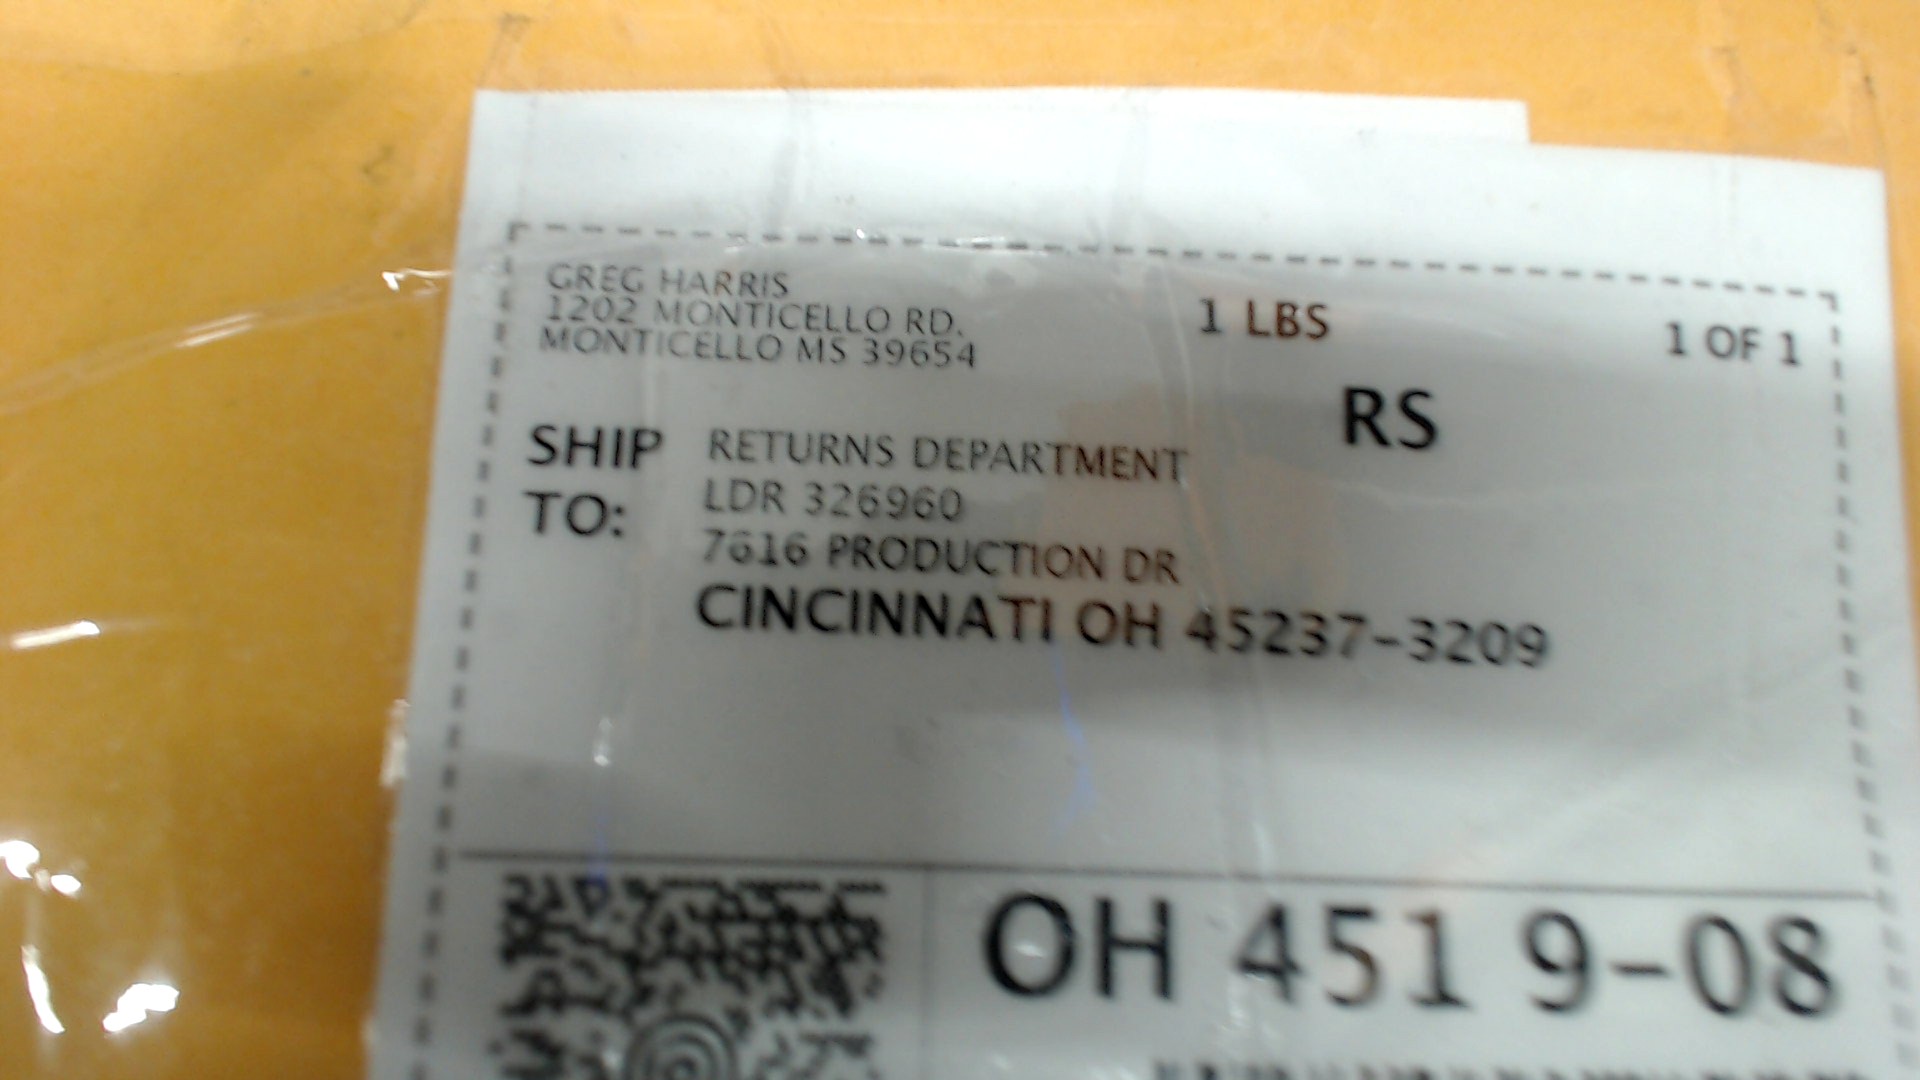 GREG HARRIS
1202 MONTICELLO RD.
MONTICELLO MS 39654
1 LBS
1 OF 1
RS
SHIP TO:
RETURNS DEPARTMENT
LDR 326960
7616 PRODUCTION DR
CINCINNATI OH 45237-3209
OH 451 9-08